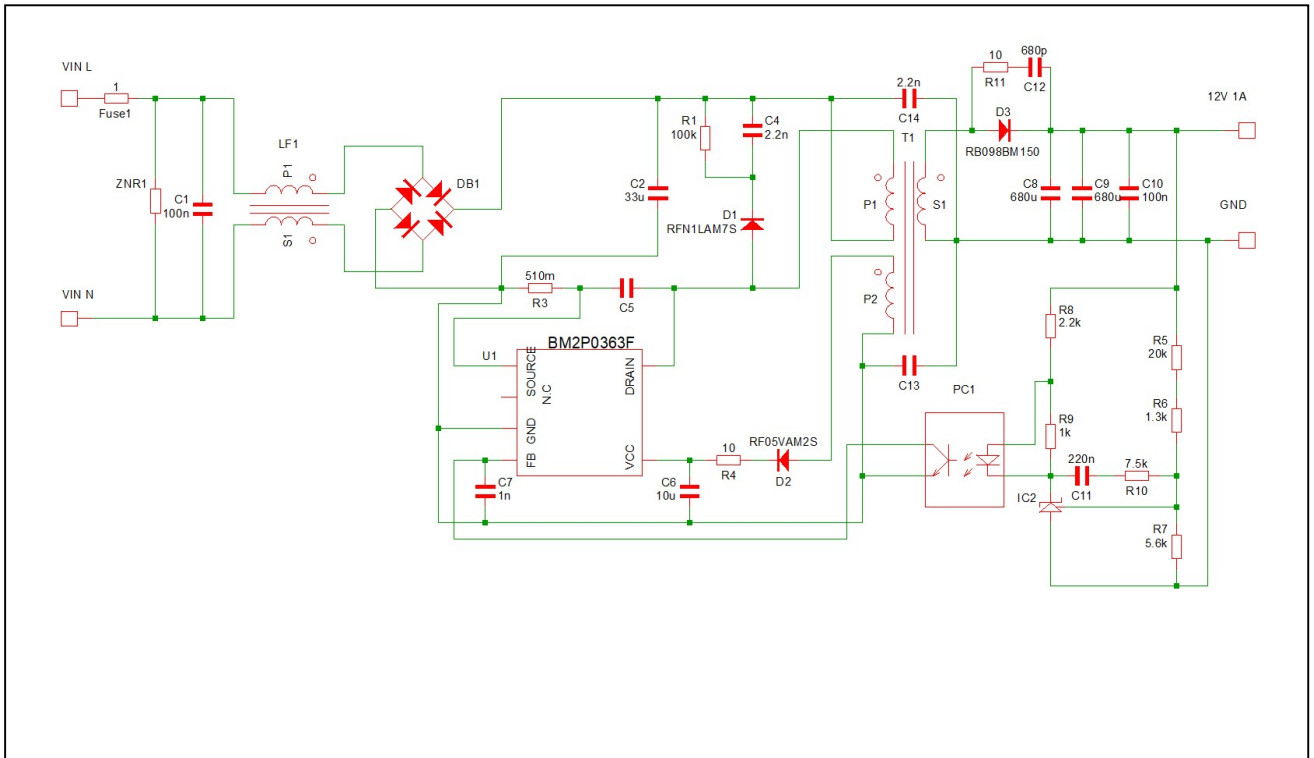 VIN L
1
Fuse1
ZNR1
C1
100n
LF1
P1
S1
VIN N
DB1
C2
33u
R1
100k
C4
2.2n
D1
RFN1LAM7S
510m
R3
C5
2.2n
C14
T1
P1
S1
P2
C13
10
R11
680p
C12
D3
RB098BM150
C8
680u
C9
680u
C10
100n
12V 1A
GND
U1
BM2P0363F
SOURCE
N.C
GND
FB
DRAIN
VCC
C7
1n
C6
10u
10
R4
RF05VAM2S
D2
PC1
R8
2.2k
R9
1k
R5
20k
R6
1.3k
220n
C11
7.5k
R10
IC2
R7
5.6k